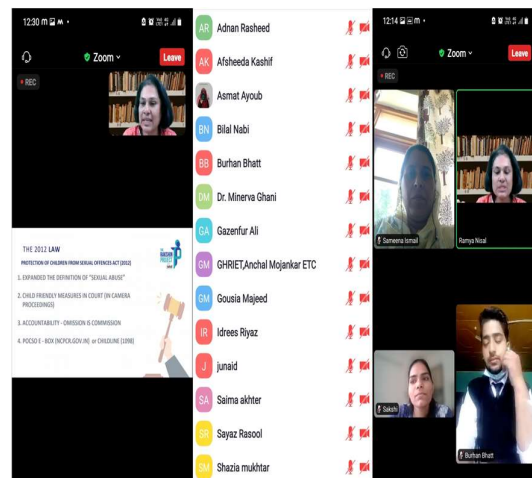 12:30 m
Zoom
Leave
REC
THE 2012 LAW
PROTECTION OF CHILDREN FROM SEXUAL OFFENCES ACT (2012)
1. EXPANDED THE DEFINITION OF "SEXUAL ABUSE"
2. CHILD FRIENDLY MEASURES IN COURT (IN CAMERA
PROCEEDINGS)
3. ACCOUNTABILITY - OMISSION IS COMMISSION
4. POCSO E - BOX (NCPCR.GOV.IN) or CHILDLINE (1098)
AR Adnan Rasheed
AK Afsheeda Kashif
Asmat Ayoub
BN Bilal Nabi
BB Burhan Bhatt
DM Dr. Minerva Ghani
GA Gazenfur Ali
GM GHRIET,Anchal Mojankar ETC
GM Gousia Majeed
IR Idrees Riyaz
J junaid
SA Saima akhter
SR Sayaz Rasool
SM Shazia mukhtar
12:14
Zoom
Leave
REC
Sameena Ismail
Ramya Nisal
Sakshi
Burhan Bhatt